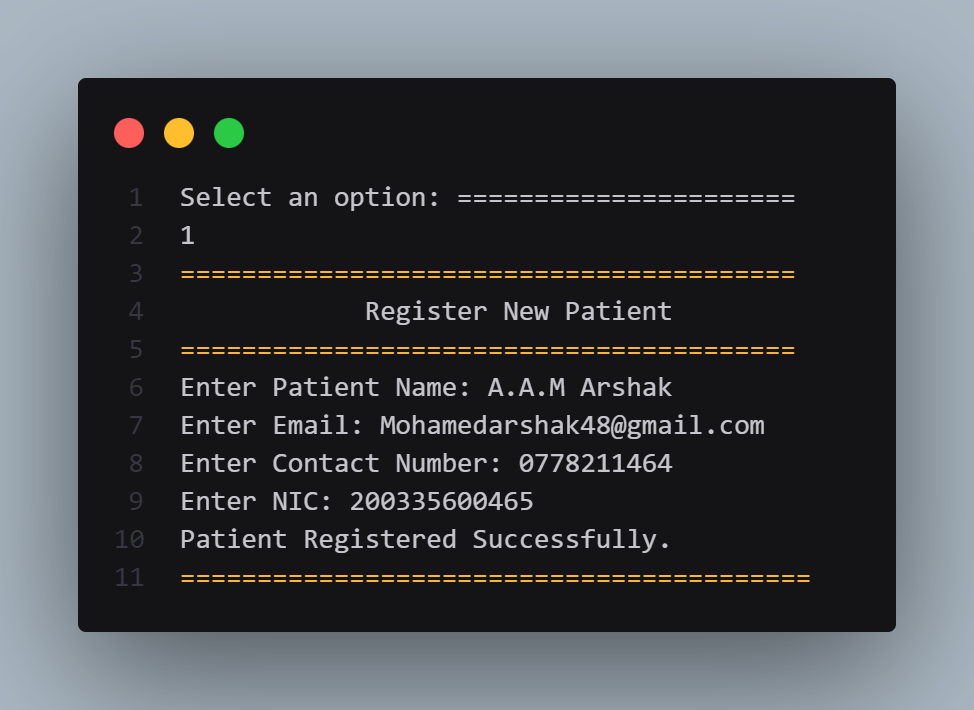 1 Select an option: ======================
2 1
3 ========================================
4 Register New Patient
5 ========================================
6 Enter Patient Name: A.A.M Arshak
7 Enter Email: Mohamedarshak48@gmail.com
8 Enter Contact Number: 0778211464
9 Enter NIC: 200335600465
10 Patient Registered Successfully.
11 =========================================